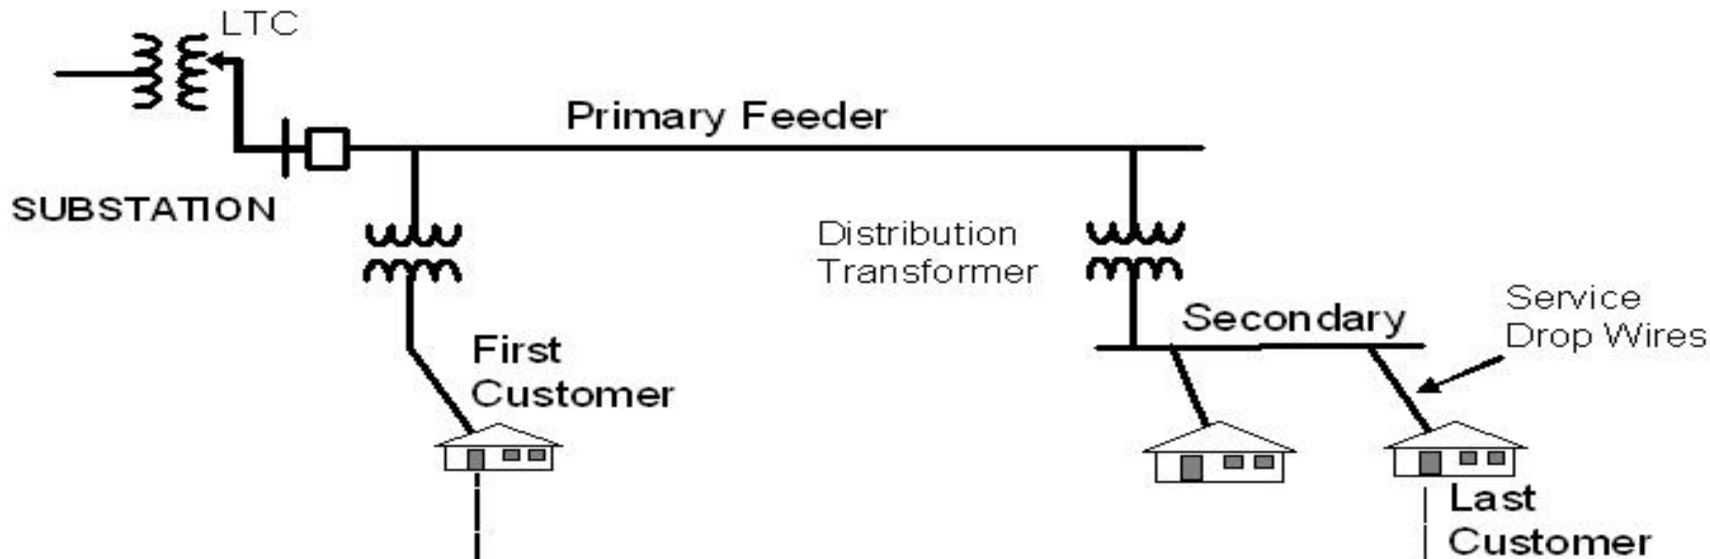 LTC
Primary Feeder
SUBSTATION
Distribution
Transformer
Secondary
Service
Drop Wires
First
Customer
Last
Customer